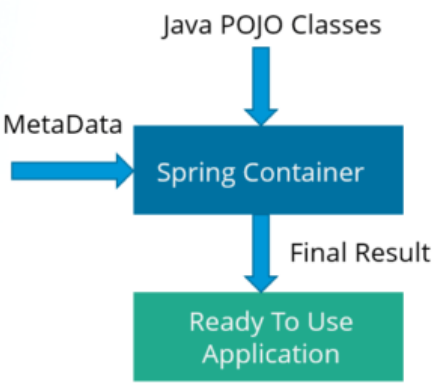 Java POJO Classes
MetaData
Spring Container
Final Result
Ready To Use
Application